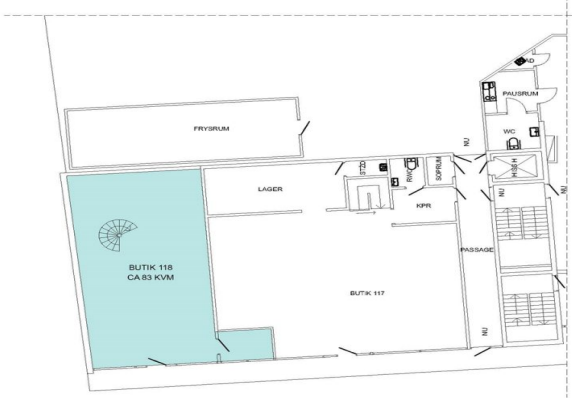 PAUSRUM
FRYSRUM
WC
NU
STÄD
RWC
SOPRUM
HISS H
NU
NU
LAGER
KPR
PASSAGE
BUTIK 118
CA 83 KVM
BUTIK 117
NU